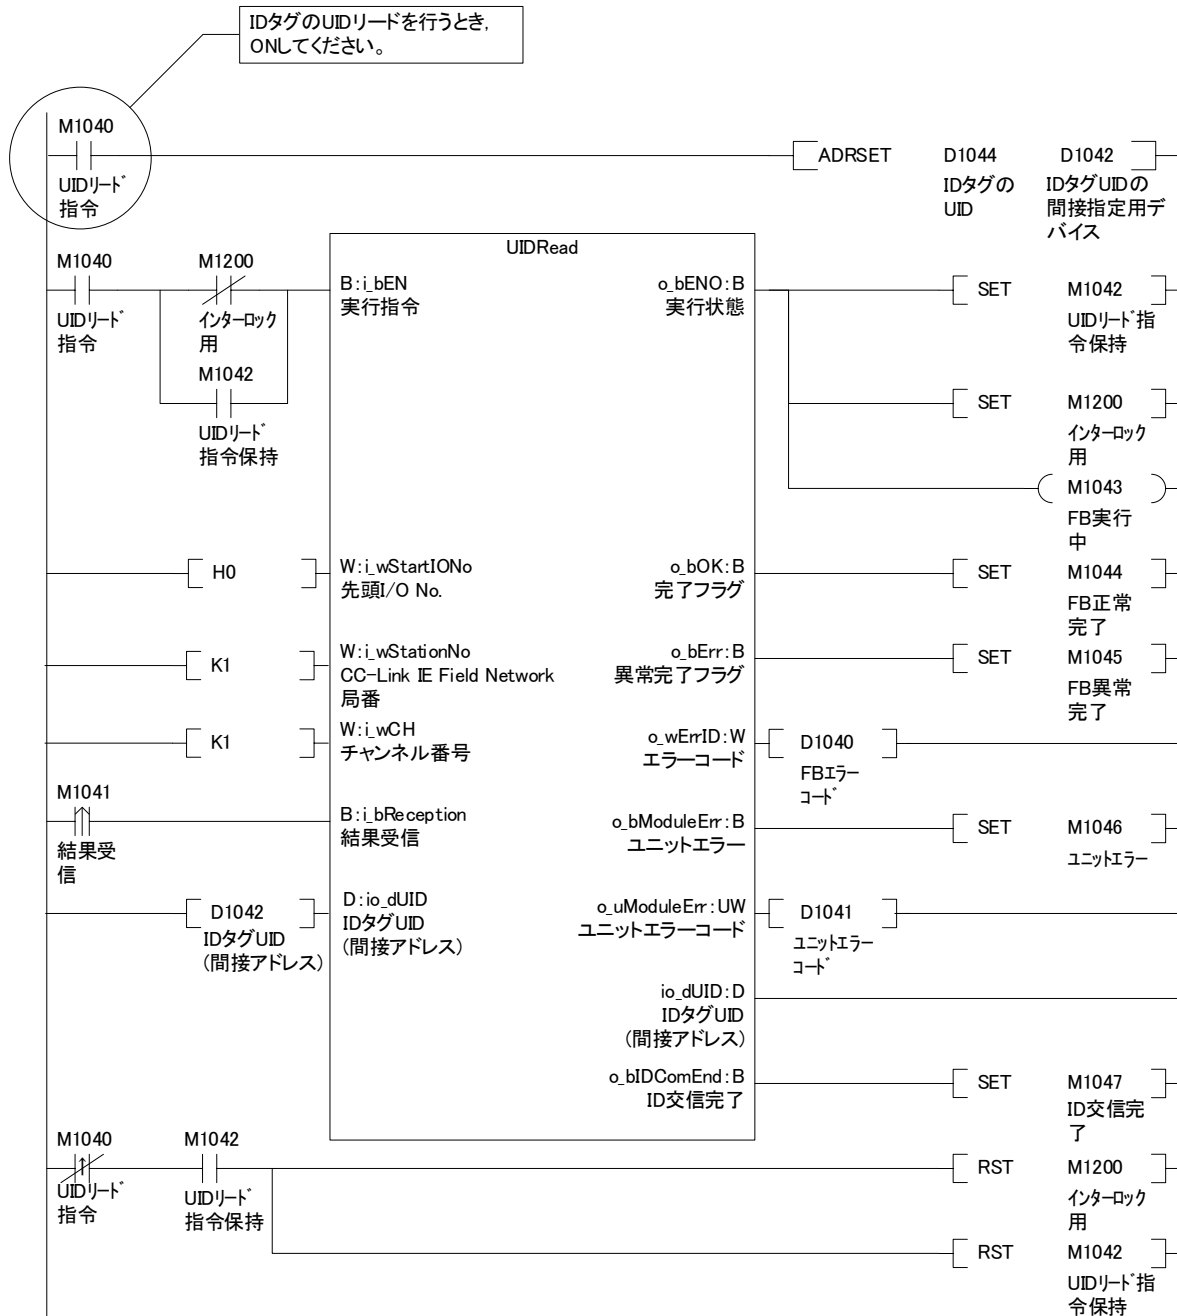 IDタグのUIDリードを行うとき,
ONしてください。
M1040
UIDリード
指令
ADRSET D1044 D1042
IDタグの
UID
IDタグUIDの
間接指定用デ
バイス
UIDRead
M1040
UIDリード
指令
M1200
インターロック
用
M1042
UIDリード
指令保持
B:i_bEN
実行指令
o_bENO:B
実行状態
SET M1042
UIDリード指
令保持
SET M1200
インターロック
用
M1043
FB実行
中
H0
W:i_wStartIONo
先頭I/O No.
o_bOK:B
完了フラグ
SET M1044
FB正常
完了
K1
W:i_wStationNo
CC-Link IE Field Network
局番
o_bErr:B
異常完了フラグ
SET M1045
FB異常
完了
K1
W:i_wCH
チャンネル番号
o_wErrID:W
エラーコード
D1040
FBエラー
コード
M1041
結果受
信
B:i_bReception
結果受信
o_bModuleErr:B
ユニットエラー
SET M1046
ユニットエラー
D1042
IDタグUID
(間接アドレス)
D:io_dUID
IDタグUID
(間接アドレス)
o_uModuleErr:UW
ユニットエラーコード
D1041
ユニットエラー
コード
io_dUID:D
IDタグUID
(間接アドレス)
o_bIDComEnd:B
ID交信完了
SET M1047
ID交信完
了
M1040
UIDリード
指令
M1042
UIDリード
指令保持
RST M1200
インターロック
用
RST M1042
UIDリード指
令保持